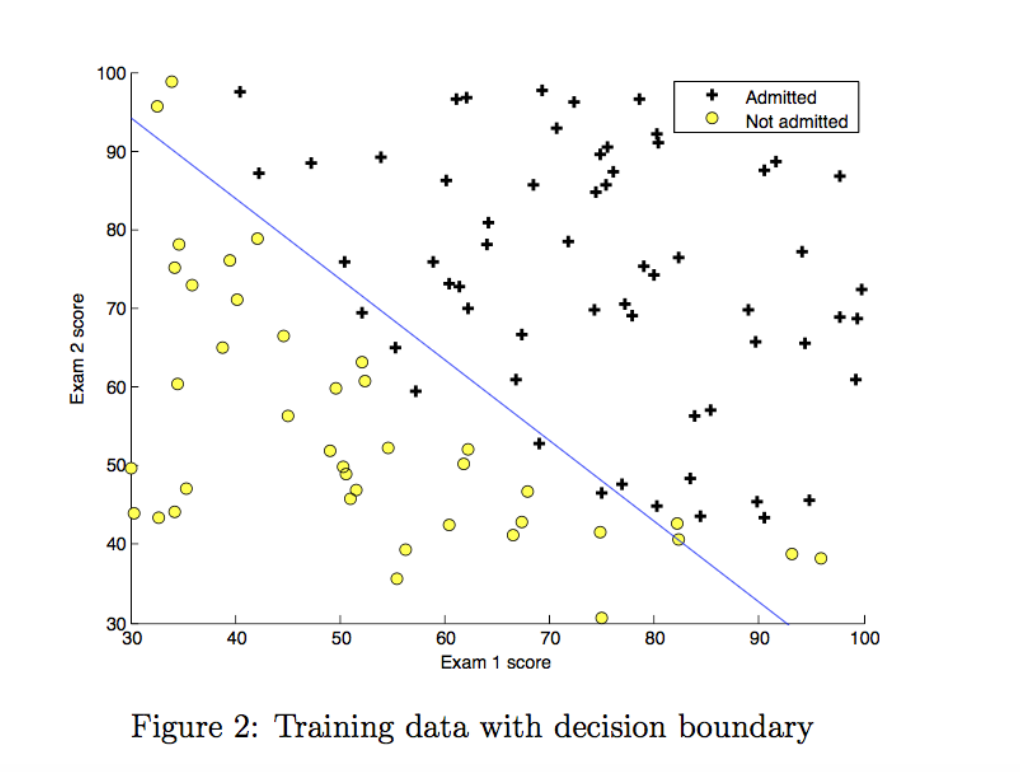 100
90
80
70
60
50
40
30
Exam 2 score
Admitted
Not admitted
30 40 50 60 70 80 90 100
Exam 1 score
Figure 2: Training data with decision boundary